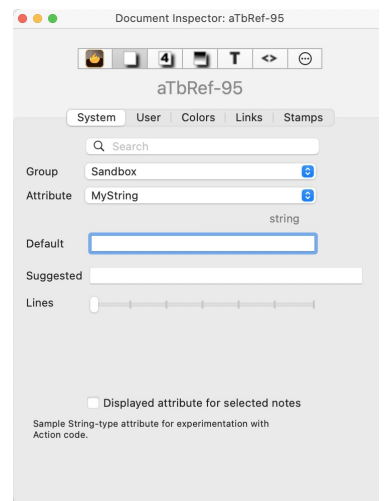 Document Inspector: aTbRef-95
4 T <>
aTbRef-95
System User Colors Links Stamps
Search
Group Sandbox
Attribute MyString
string
Default
Suggested
Lines
Displayed attribute for selected notes
Sample String-type attribute for experimentation with
Action code.